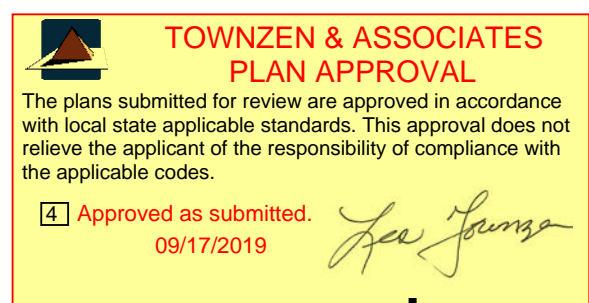 TOWNZEN & ASSOCIATES
PLAN APPROVAL
The plans submitted for review are approved in accordance
with local state applicable standards. This approval does not
relieve the applicant of the responsibility of compliance with
the applicable codes.
4 Approved as submitted.
09/17/2019